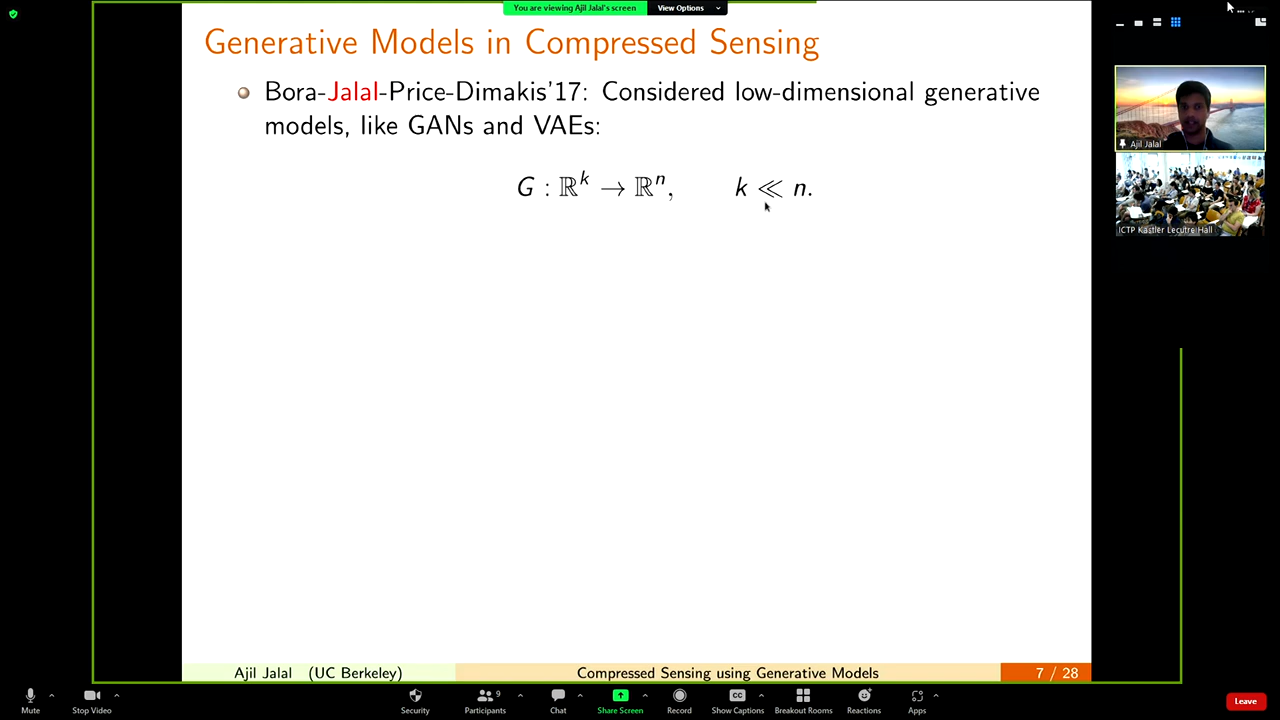 You are viewing Ajil Jalal's screen
View Options
Generative Models in Compressed Sensing
Bora-Jalal-Price-Dimakis'17: Considered low-dimensional generative
models, like GANs and VAEs:
G : ℝ^k → ℝ^n, k ≪ n.
Ajil Jalal
ICTP Kastler Lecutre Hall
Ajil Jalal (UC Berkeley)
Compressed Sensing using Generative Models
7 / 28
Mute
Stop Video
Security
Participants
9
Chat
Share Screen
Record
CC
Show Captions
Breakout Rooms
Reactions
Apps
Leave